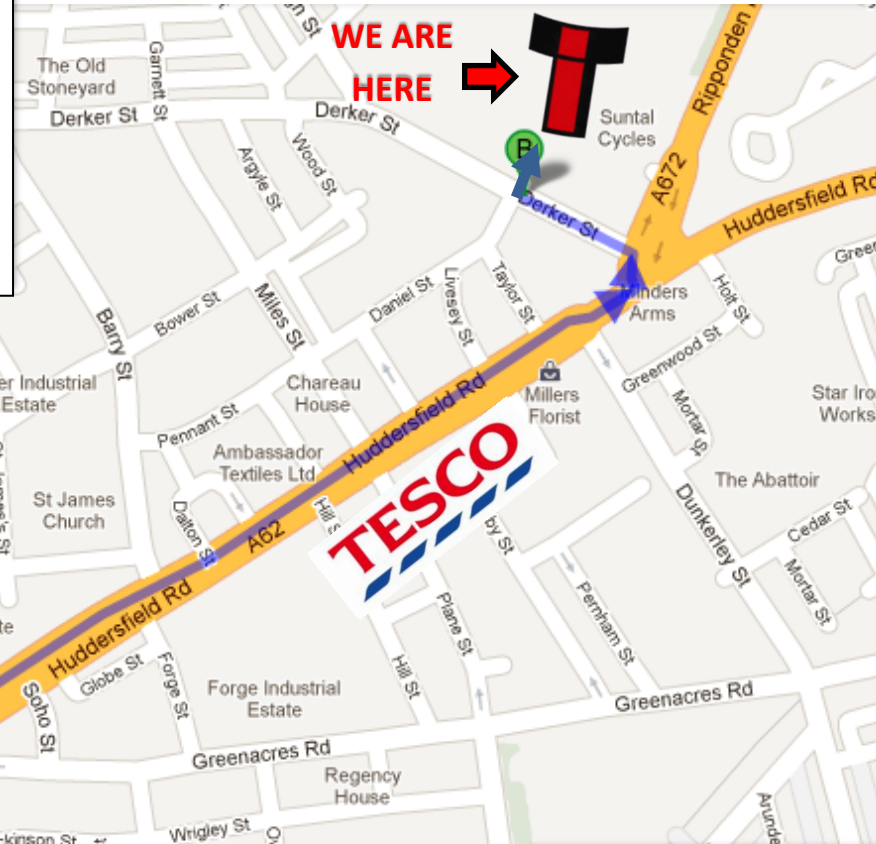 WE ARE
HERE
The Old
Stoneyard
Garnett St
Derker St
Derker St
Ripponden
Suntal
Cycles
B
Wood St
Argyle St
A672
Derker St
Huddersfield Rd
Daniel St
Livesey St
Taylor St
Minders
Arms
Holt St
Bower St
Miles St
Barry St
Greenwood St
Industrial
Estate
Chareau
House
Huddersfield Rd
Millers
Florist
Mortar St
Star
Works
Pennant St
Ambassador
Textiles Ltd
TESCO
The Abattoir
St James
Church
Dalton St
A62
Hill St
by St
Dunkerley St
Cedar St
Mortar St
Huddersfield Rd
Plane St
Pernham St
Globe St
Forge St
Hill St
Soho St
Forge Industrial
Estate
Greenacres Rd
Greenacres Rd
Regency
House
Wrigley St